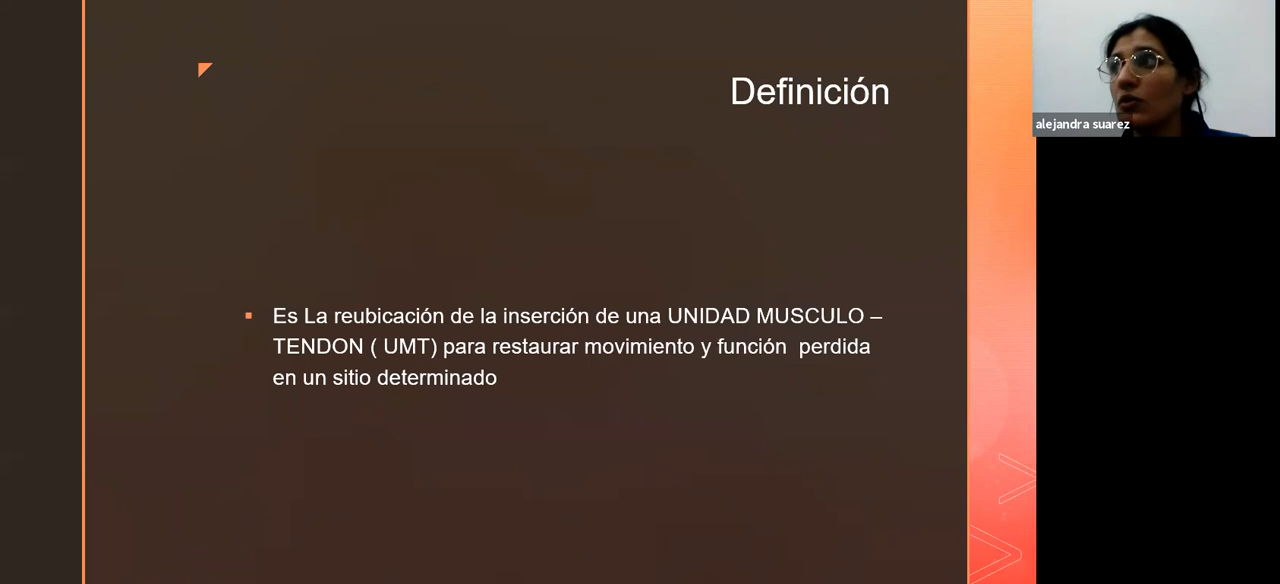 Definición
Es La reubicación de la inserción de una UNIDAD MUSCULO –
TENDON ( UMT) para restaurar movimiento y función  perdida
en un sitio determinado
alejandra suarez